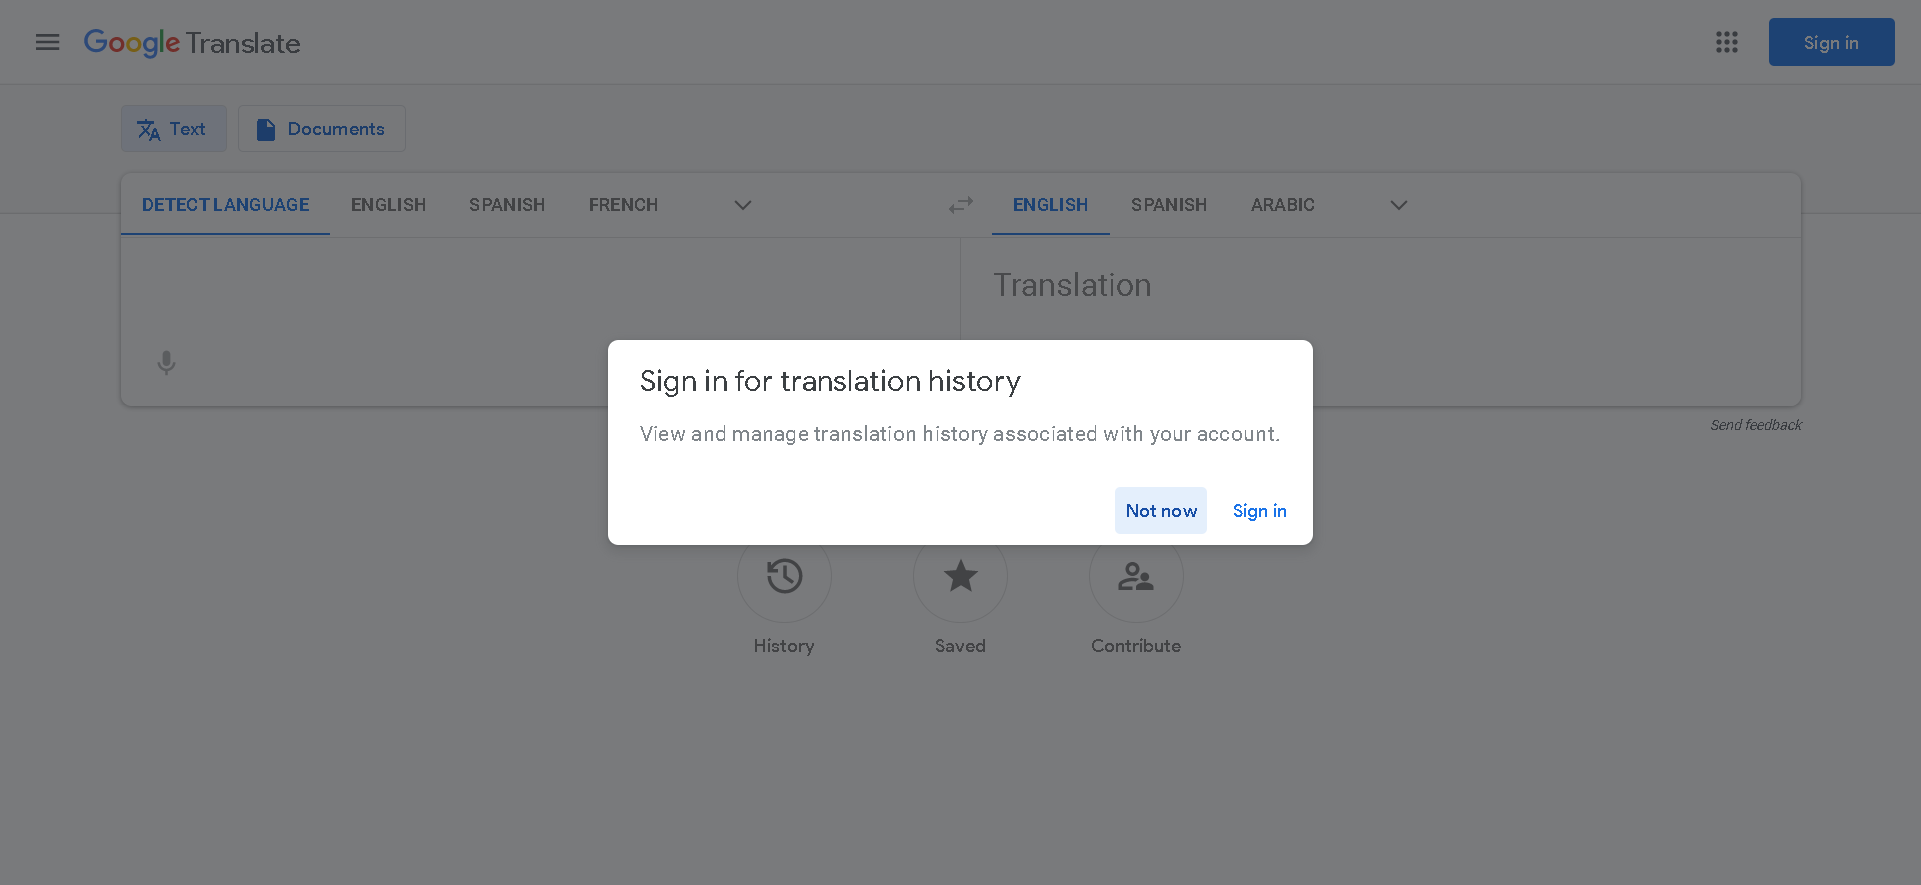 Google Translate
Sign in
Text
Documents
DETECT LANGUAGE ENGLISH SPANISH FRENCH
ENGLISH SPANISH ARABIC
Translation
Sign in for translation history
View and manage translation history associated with your account.
Not now Sign in
Send feedback
History Saved Contribute